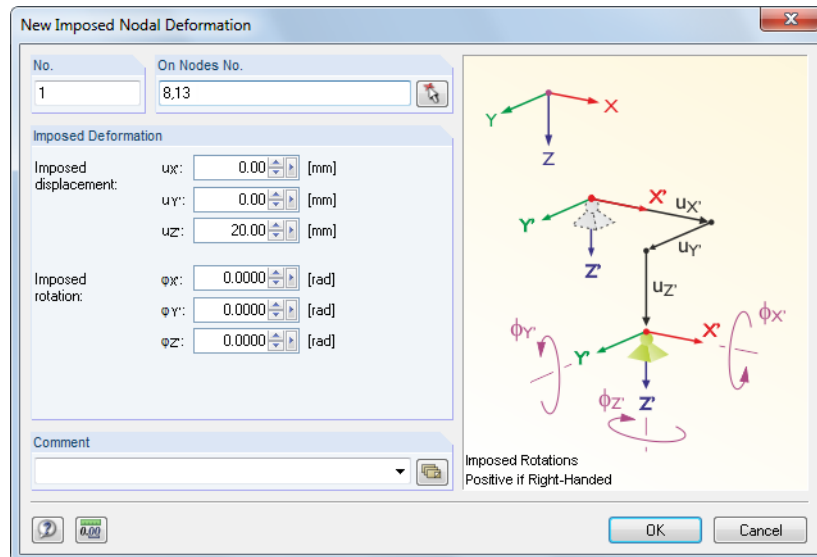 New Imposed Nodal Deformation
No.
On Nodes No.
1
8,13
Imposed Deformation
Imposed
displacement:
uX': 0.00 [mm]
uY': 0.00 [mm]
uZ': 20.00 [mm]
Imposed
rotation:
φX': 0.0000 [rad]
φY': 0.0000 [rad]
φZ': 0.0000 [rad]
Comment
Y
X
Z
X'
uX'
Y'
uY'
Z'
uZ'
ϕY'
ϕX'
Y'
X'
ϕZ'
Z'
Imposed Rotations
Positive if Right-Handed
0.00
OK
Cancel